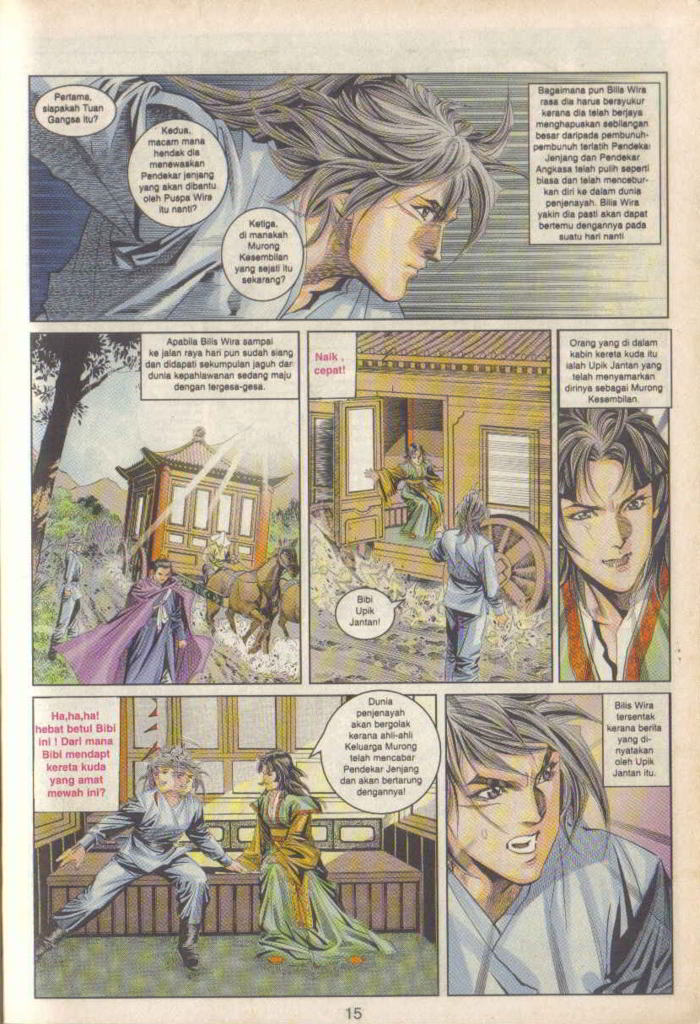 Pertama,
siapakah Tuan
Gangsa itu?
Kedua,
macam mana
hendak dia
menewaskan
Pendekar jenjang
yang akan dibantu
oleh Puspa Wira
itu nanti?
Ketiga,
di manakah
Murong
Kesembilan
yang sejati itu
sekarang?
Bagaimana pun Bilis Wira
rasa dia harus bersyukur
kerana dia telah berjaya
menghapuskan sebilangan
besar daripada pembunuh-
pembunuh terlatih Pendekar
Jenjang dan Pendekar
Angkasa telah pulih seperti
biasa dan telah mencebur-
kan diri ke dalam dunia
penjenayah. Bilis Wira
yakin dia pasti akan dapat
bertemu dengannya pada
suatu hari nanti
Apabila Bilis Wira sampai
ke jalan raya hari pun sudah siang
dan didapati sekumpulan jaguh dari
dunia kepahlawanan sedang maju
dengan tergesa-gesa.
Naik ,
cepat!
Bibi
Upik
Jantan!
Orang yang di dalam
kabin kereta kuda itu
ialah Upik Jantan yang
telah menyamarkan
dirinya sebagai Murong
Kesembilan.
Ha,ha,ha!
hebat betul Bibi
ini ! Dari mana
Bibi mendapt
kereta kuda
yang amat
mewah ini?
Dunia
penjenayah
akan bergolak
kerana ahli-ahli
Keluarga Murong
telah mencabar
Pendekar Jenjang
dan akan bertarung
dengannya!
Bilis Wira
tersentak
kerana berita
yang di-
nyatakan
oleh Upik
Jantan itu.
15